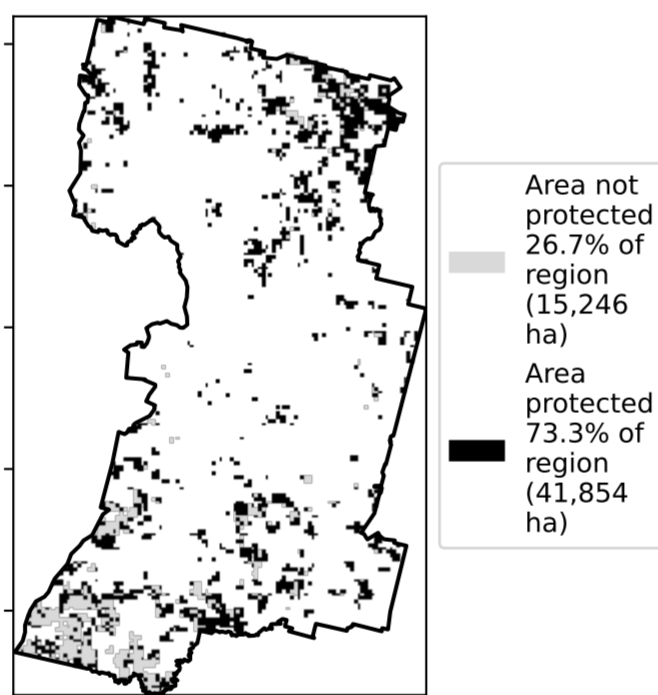 Area not
protected
26.7% of
region
(15,246
ha)
Area
protected
73.3% of
region
(41,854
ha)